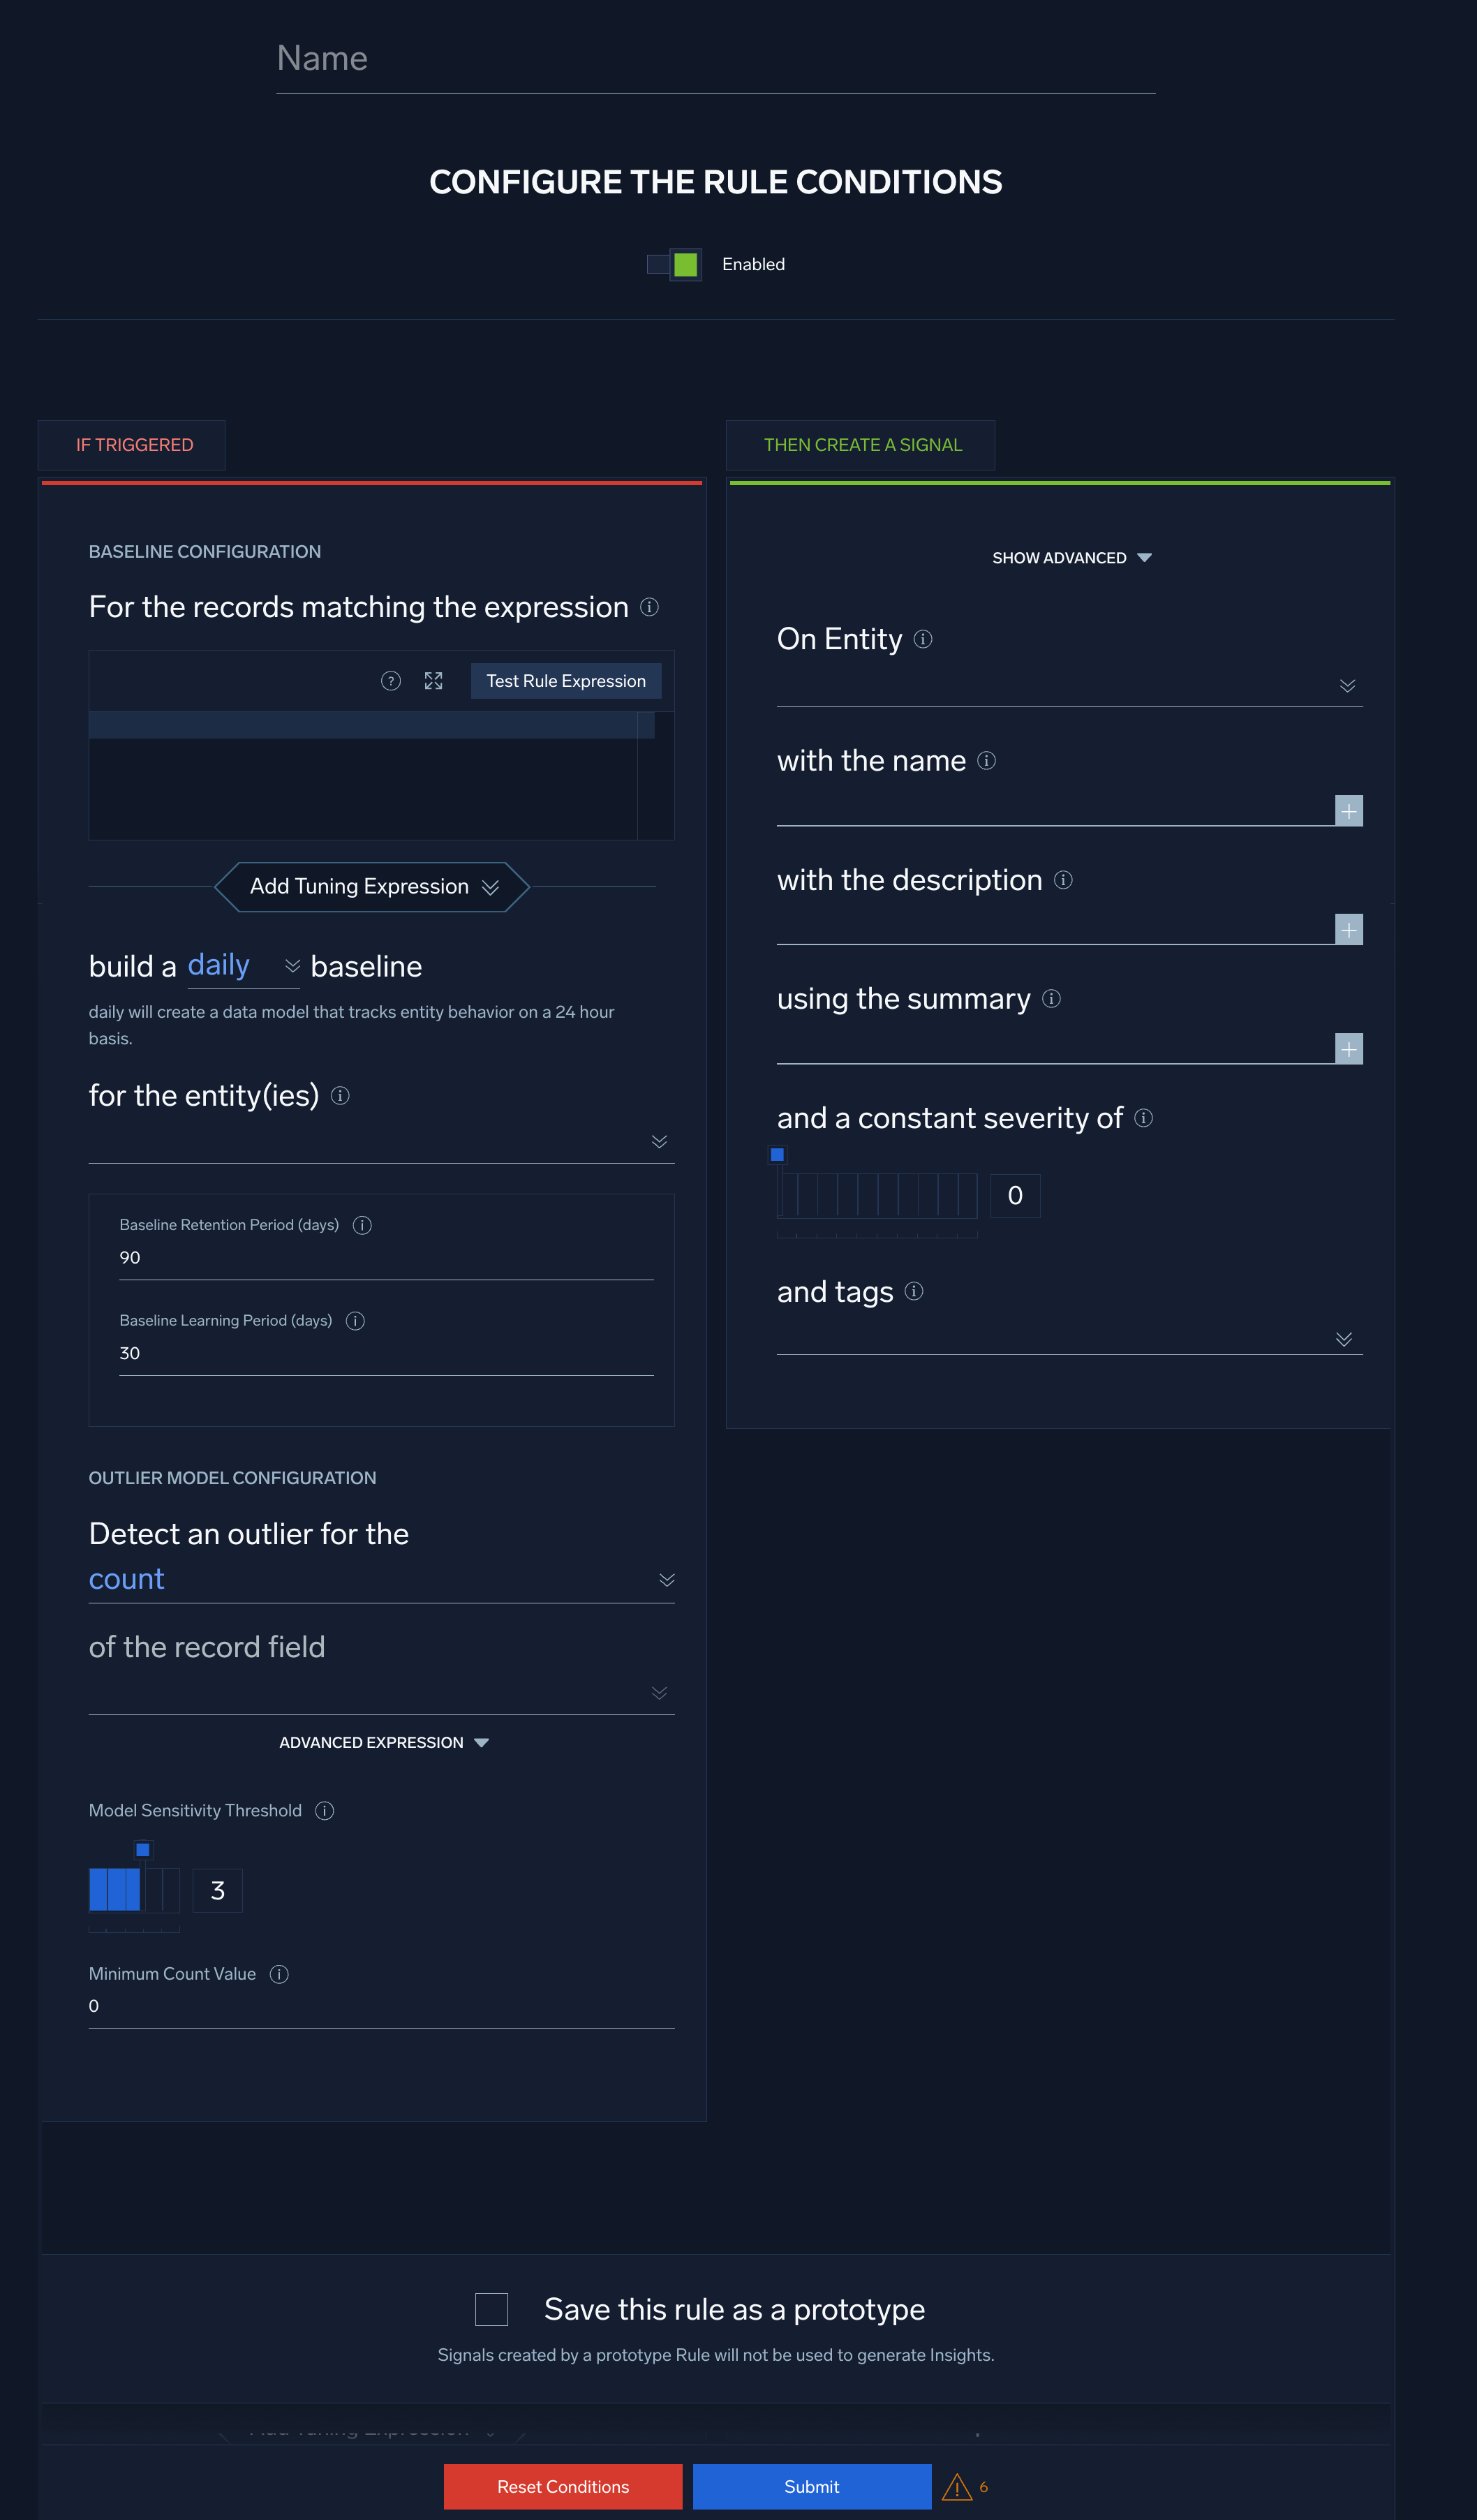 Name
CONFIGURE THE RULE CONDITIONS
Enabled
IF TRIGGERED
BASELINE CONFIGURATION
For the records matching the expression
Test Rule Expression
Add Tuning Expression
build a daily baseline
daily will create a data model that tracks entity behavior on a 24 hour
basis.
for the entity(ies)
Baseline Retention Period (days)
90
Baseline Learning Period (days)
30
OUTLIER MODEL CONFIGURATION
Detect an outlier for the
count
of the record field
ADVANCED EXPRESSION
Model Sensitivity Threshold
3
Minimum Count Value
0
THEN CREATE A SIGNAL
SHOW ADVANCED
On Entity
with the name
with the description
using the summary
and a constant severity of
0
and tags
Save this rule as a prototype
Signals created by a prototype Rule will not be used to generate Insights.
Add Tuning Expression
Reset Conditions
Submit
6